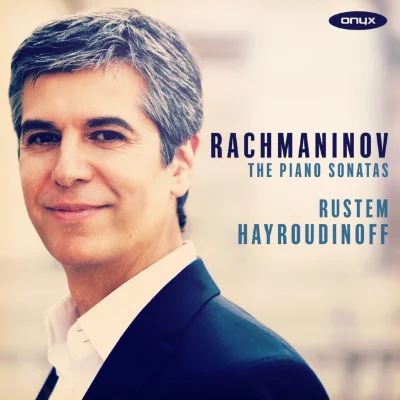 onyx
RACHMANINOV
THE PIANO SONATAS
RUSTEM
HAYROUDINOFF